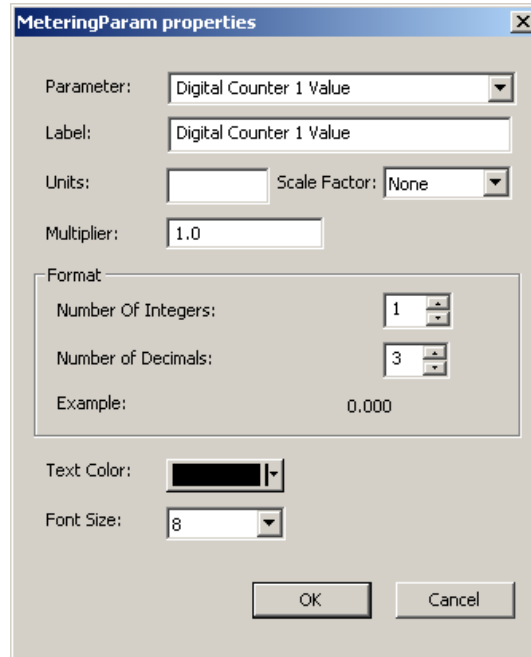 MeteringParam properties
Parameter: Digital Counter 1 Value
Label: Digital Counter 1 Value
Units: Scale Factor: None
Multiplier: 1.0
Format
Number Of Integers: 1
Number of Decimals: 3
Example: 0.000
Text Color:
Font Size: 8
OK Cancel